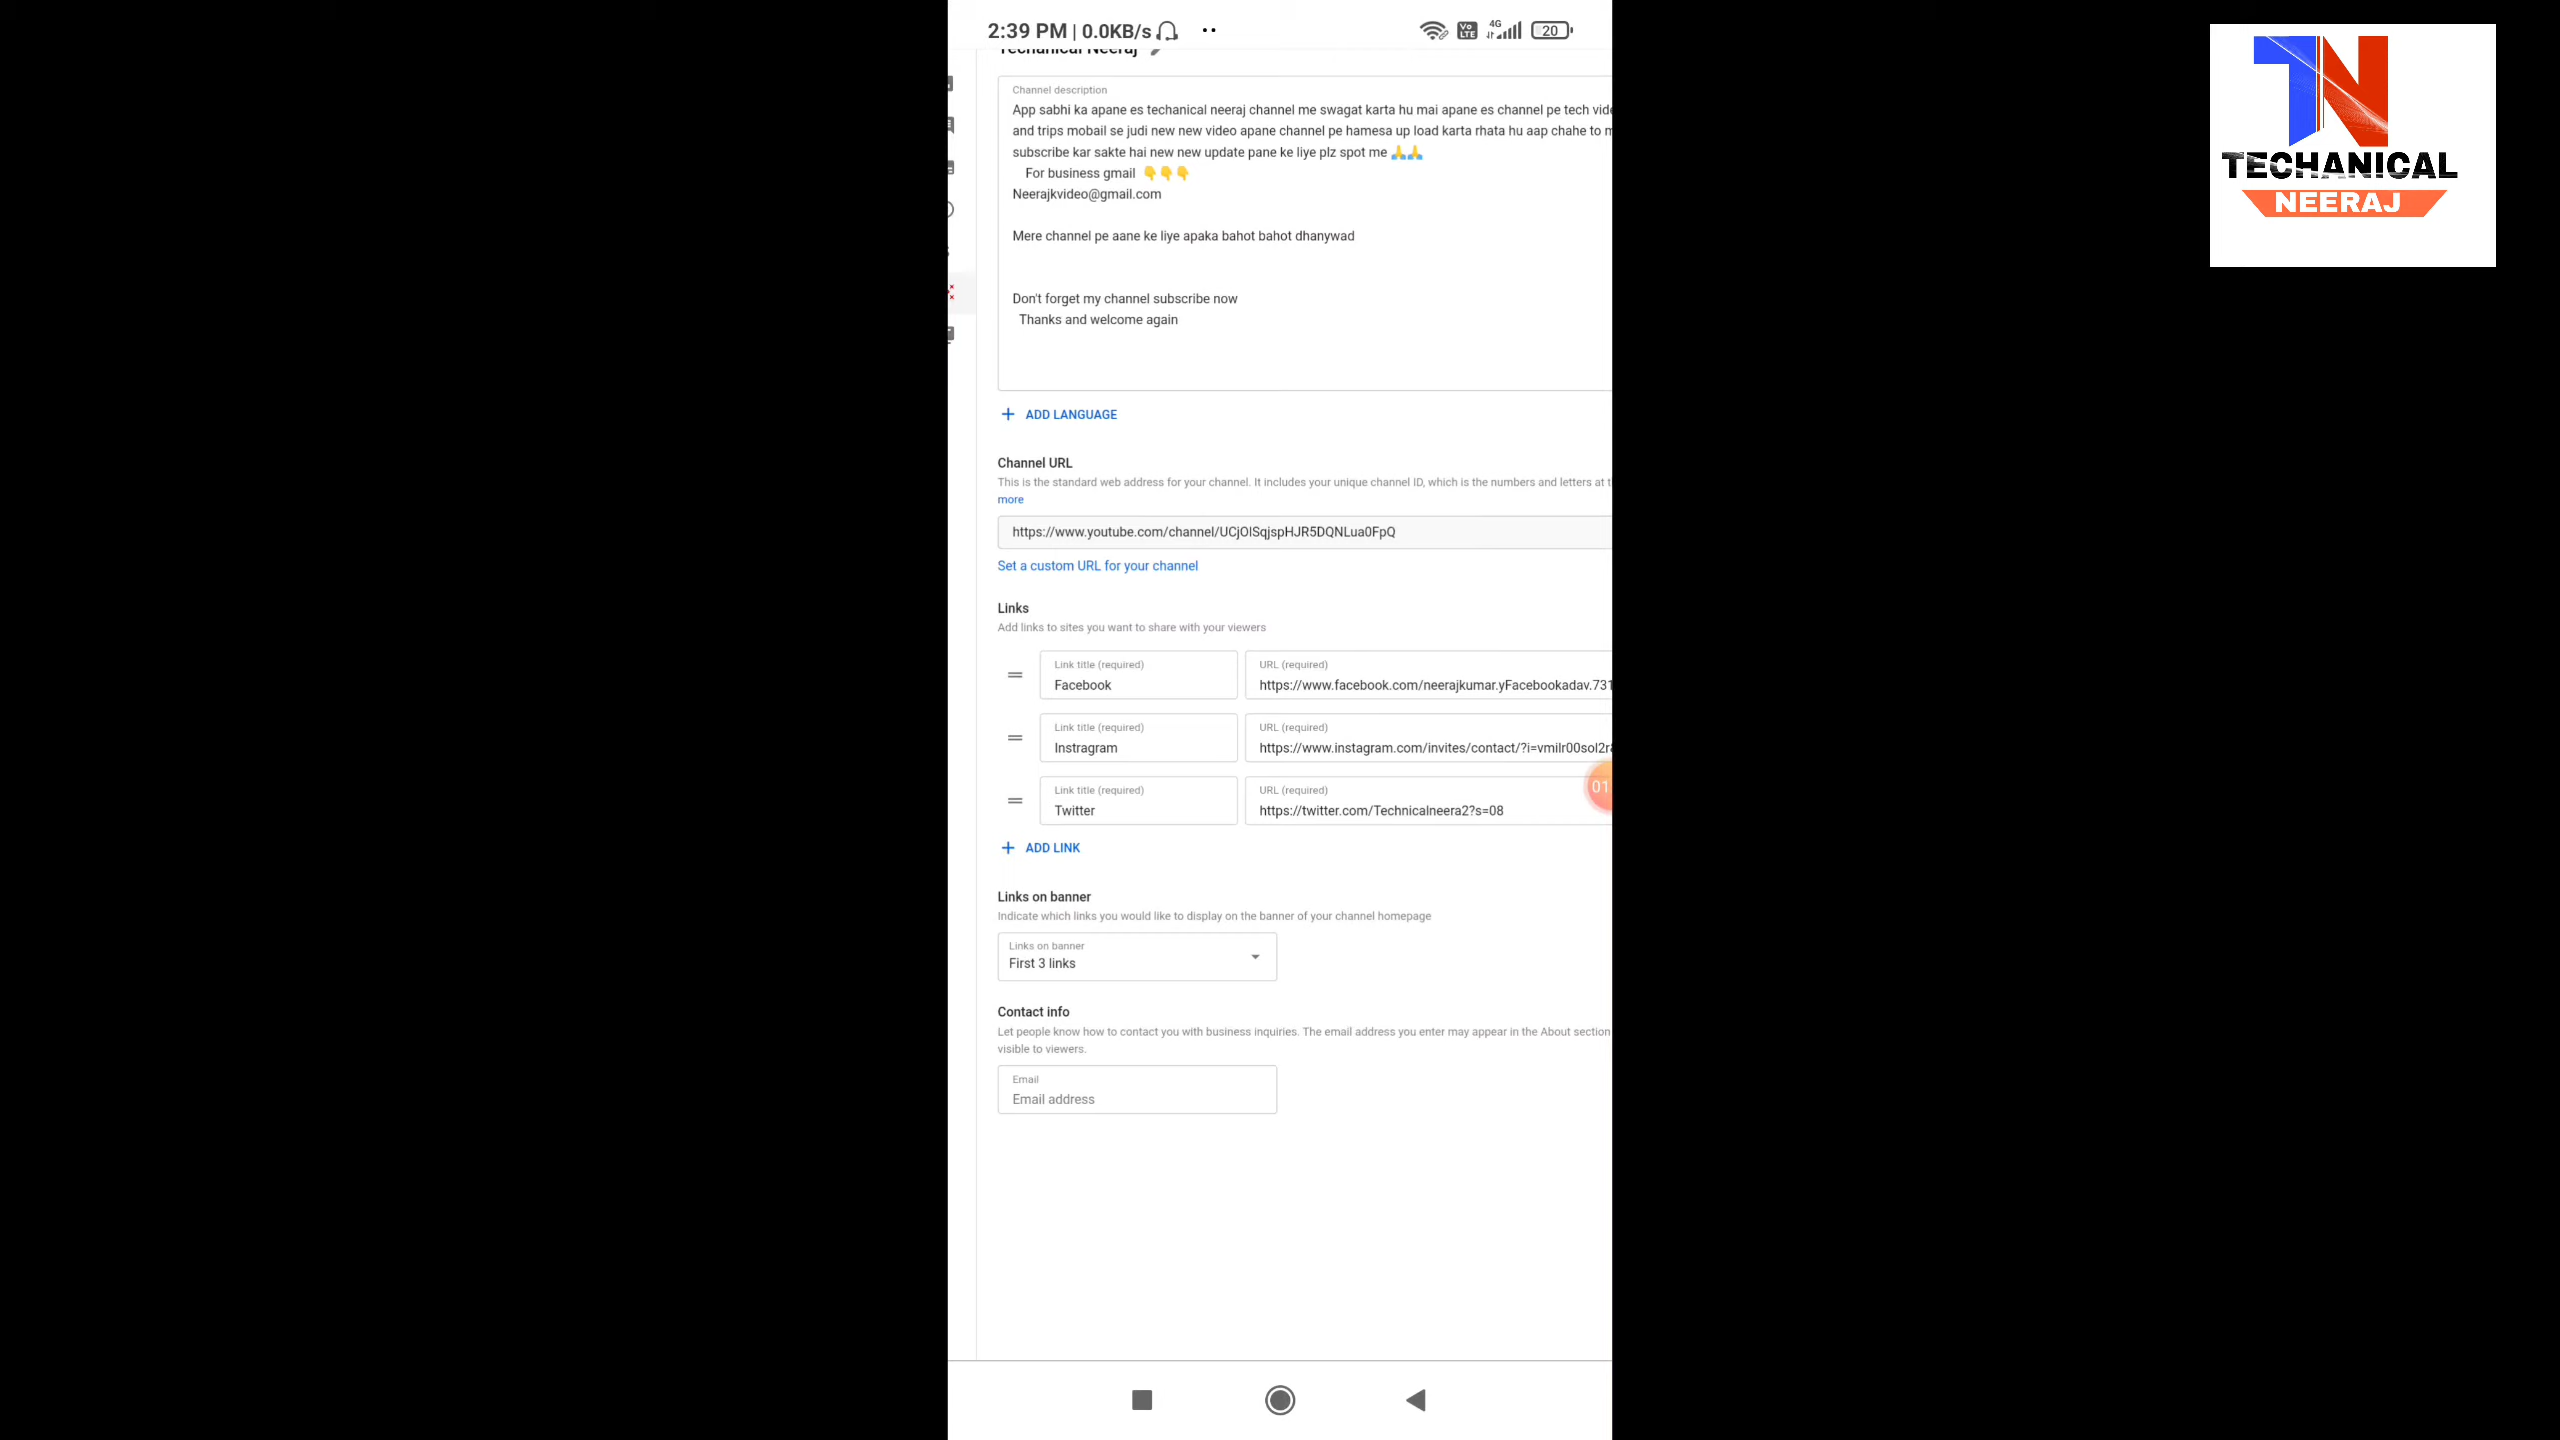 2:39 PM | 0.0KB/s
Vo LTE
4G
20
Techanical Neeraj
Channel description
App sabhi ka apane es techanical neeraj channel me swagat karta hu mai apane es channel pe tech
and trips mobail se judi new new video apane channel pe hamesa up load karta rhata hu aap chahe to
subscribe kar sakte hai new new update pane ke liye plz spot me 🙏🙏
For business gmail 👇👇👇
Neerajkvideo@gmail.com
Mere channel pe aane ke liye apaka bahot bahot dhanywad
Don't forget my channel subscribe now
Thanks and welcome again
+ ADD LANGUAGE
Channel URL
This is the standard web address for your channel. It includes your unique channel ID, which is the numbers and letters at
more
https://www.youtube.com/channel/UCjOlSqjspHJR5DQNLua0FpQ
Set a custom URL for your channel
Links
Add links to sites you want to share with your viewers
Link title (required)
URL (required)
Facebook
https://www.facebook.com/neerajkumar.yFacebookadav.731
Link title (required)
URL (required)
Instragram
https://www.instagram.com/invites/contact/?i=vmilr00sol2r
Link title (required)
URL (required)
Twitter
https://twitter.com/Technicalneera2?s=08
01
+ ADD LINK
Links on banner
Indicate which links you would like to display on the banner of your channel homepage
Links on banner
First 3 links
Contact info
Let people know how to contact you with business inquiries. The email address you enter may appear in the About section
visible to viewers.
Email
Email address
TN
TECHANICAL
NEERAJ